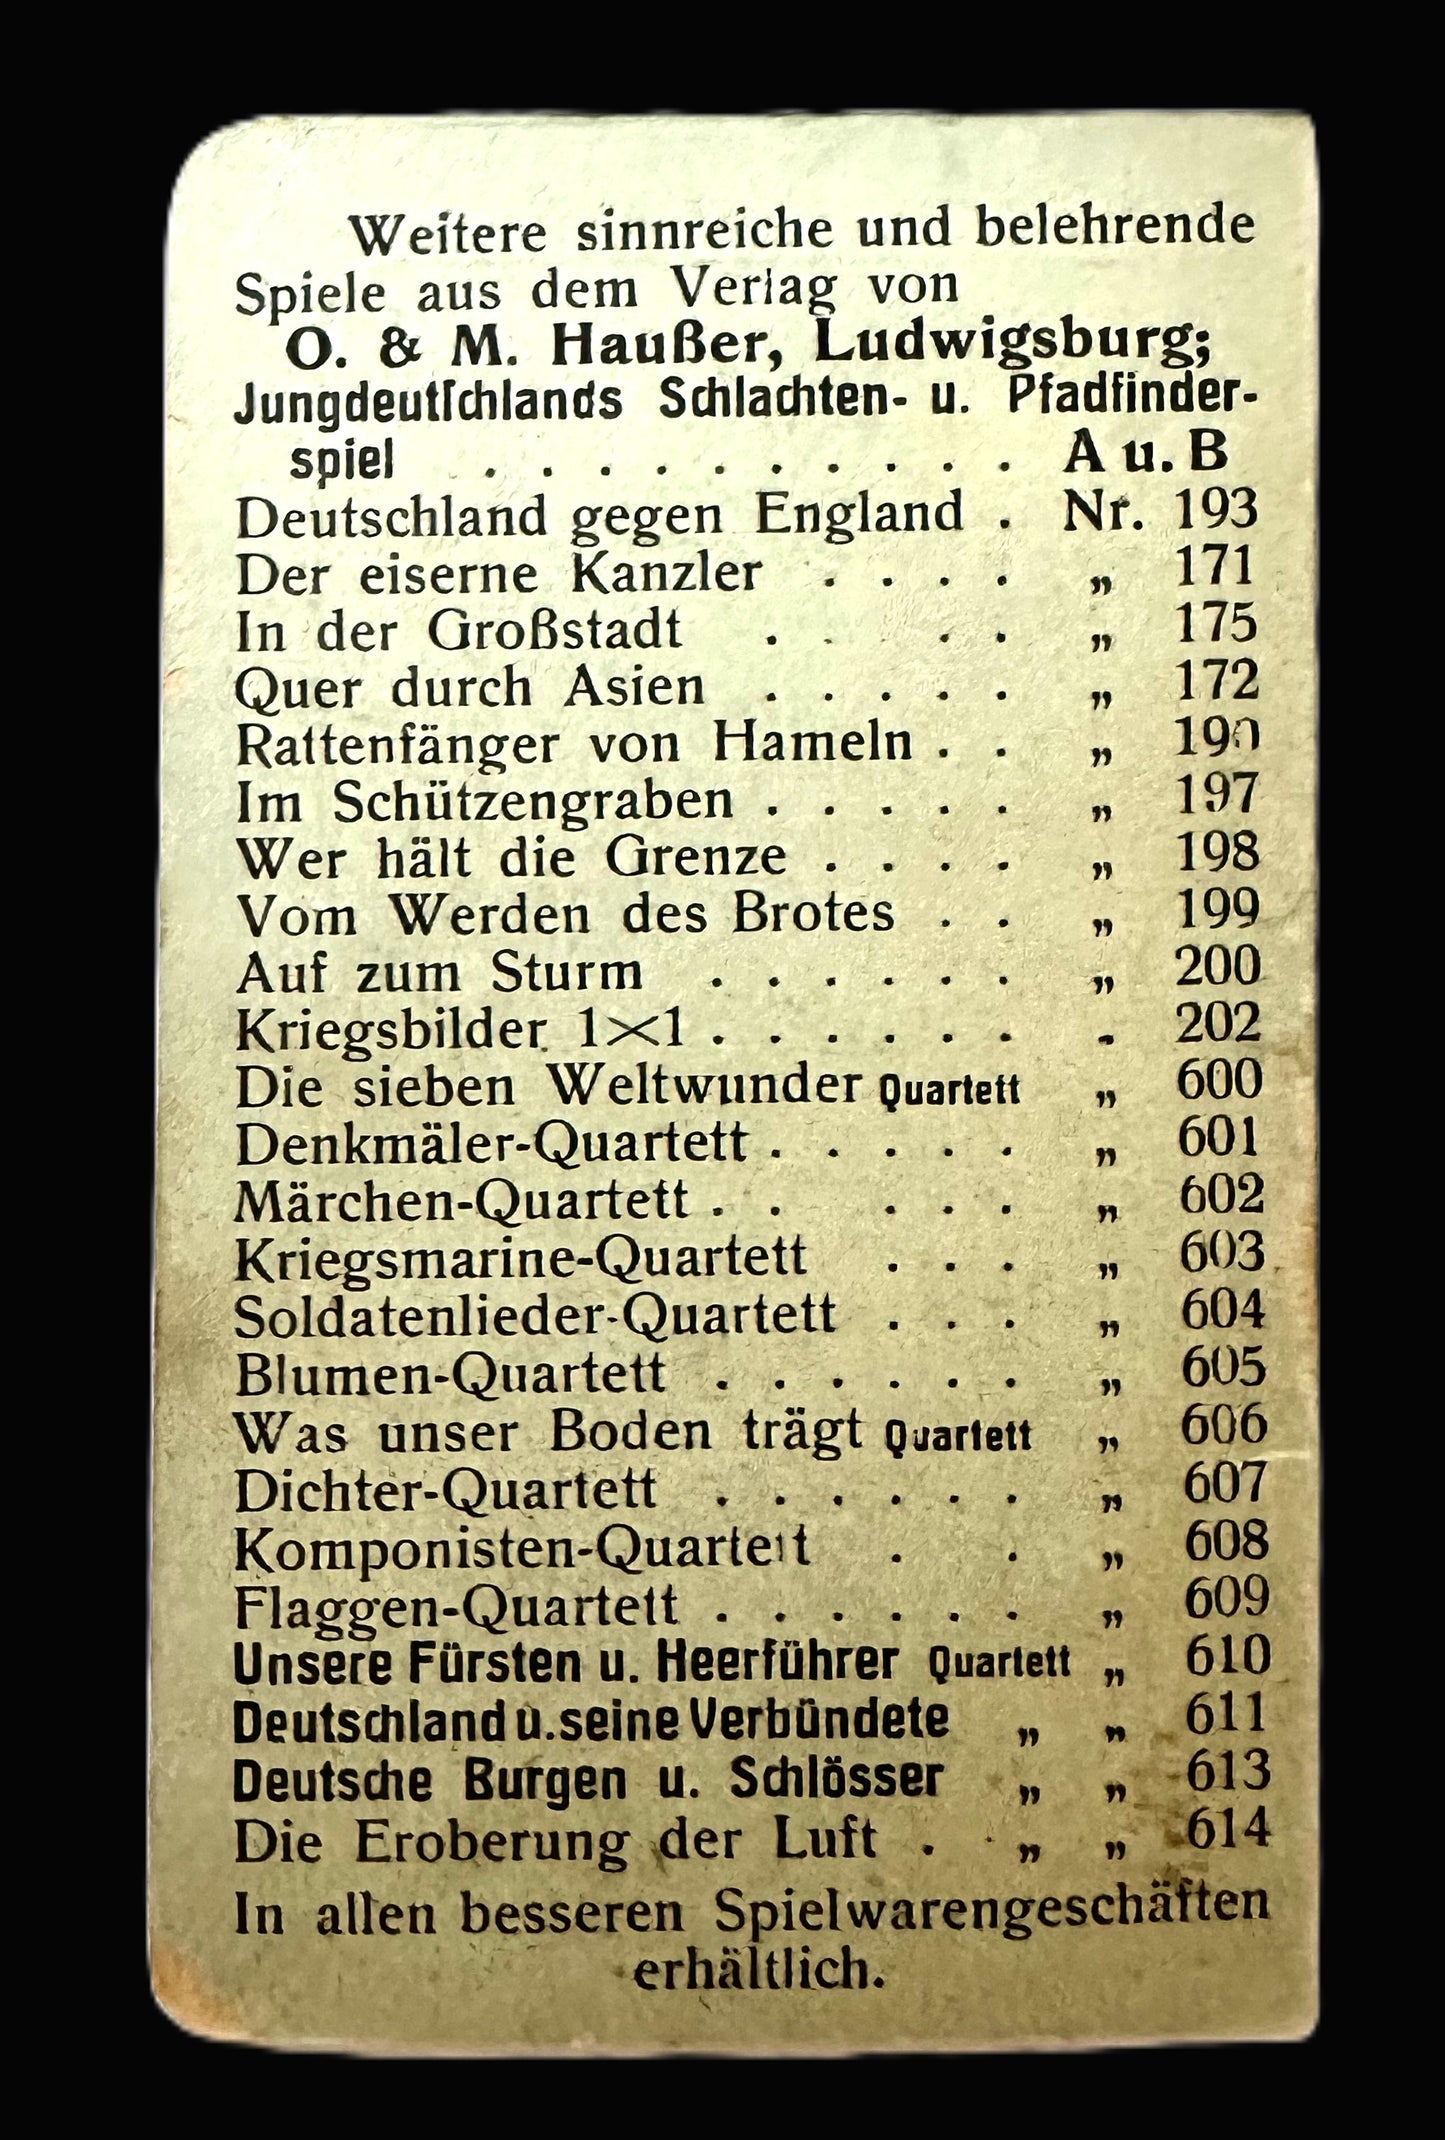 Weitere sinnreiche und belehrende
Spiele aus dem Verlag von
O. & M. Haußer, Ludwigsburg;
Jungdeutſchlands Schlachten- u. Pfadfinder-
spiel . . . . . . . . . . A u. B
Deutschland gegen England . Nr. 193
Der eiserne Kanzler . . . . „ 171
In der Großstadt . . . . „ 175
Quer durch Asien . . . . . „ 172
Rattenfänger von Hameln . . „ 190
Im Schützengraben . . . . . „ 197
Wer hält die Grenze . . . . „ 198
Vom Werden des Brotes . . „ 199
Auf zum Sturm . . . . . . „ 200
Kriegsbilder 1×1 . . . . . . „ 202
Die sieben Weltwunder Quartett „ 600
Denkmäler-Quartett . . . . . „ 601
Märchen-Quartett . . . . . „ 602
Kriegsmarine-Quartett . . . „ 603
Soldatenlieder-Quartett . . . „ 604
Blumen-Quartett . . . . . . „ 605
Was unser Boden trägt Quartett „ 606
Dichter-Quartett . . . . . . „ 607
Komponisten-Quartett . . „ 608
Flaggen-Quartett . . . . . . „ 609
Unsere Fürsten u. Heerführer Quartett „ 610
Deutschland u. seine Verbündete „ „ 611
Deutsche Burgen u. Schlösser „ „ 613
Die Eroberung der Luft . . „ „ 614
In allen besseren Spielwarengeschäften
erhältlich.